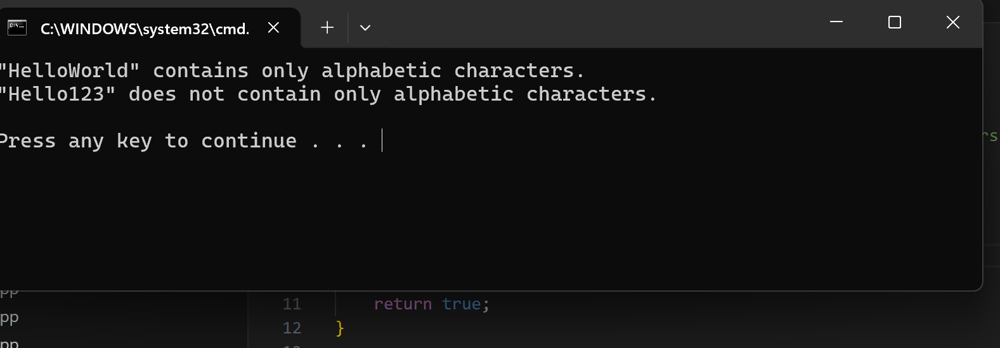 C:\WINDOWS\system32\cmd.
"HelloWorld" contains only alphabetic characters.
"Hello123" does not contain only alphabetic characters.
Press any key to continue . . .
rs
pp
11 return true;
pp
12 }
pp